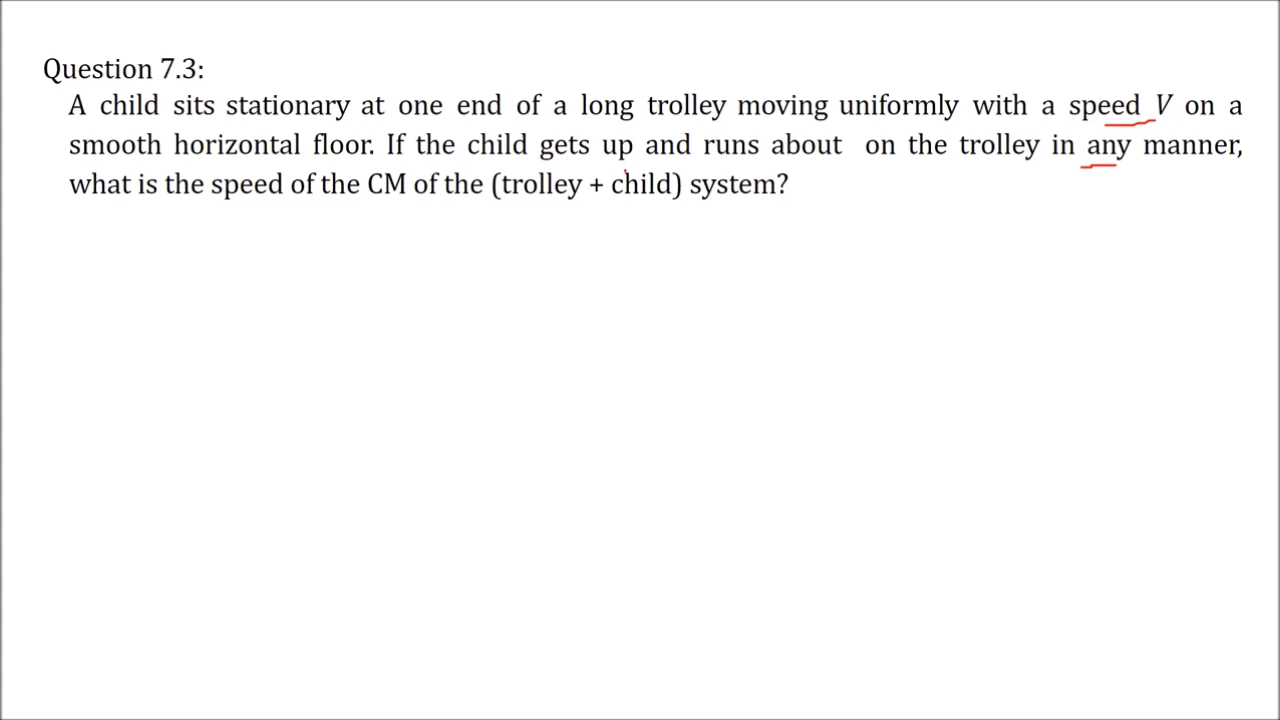 Question 7.3:
A child sits stationary at one end of a long trolley moving uniformly with a speed V on a
smooth horizontal floor. If the child gets up and runs about on the trolley in any manner,
what is the speed of the CM of the (trolley + child) system?